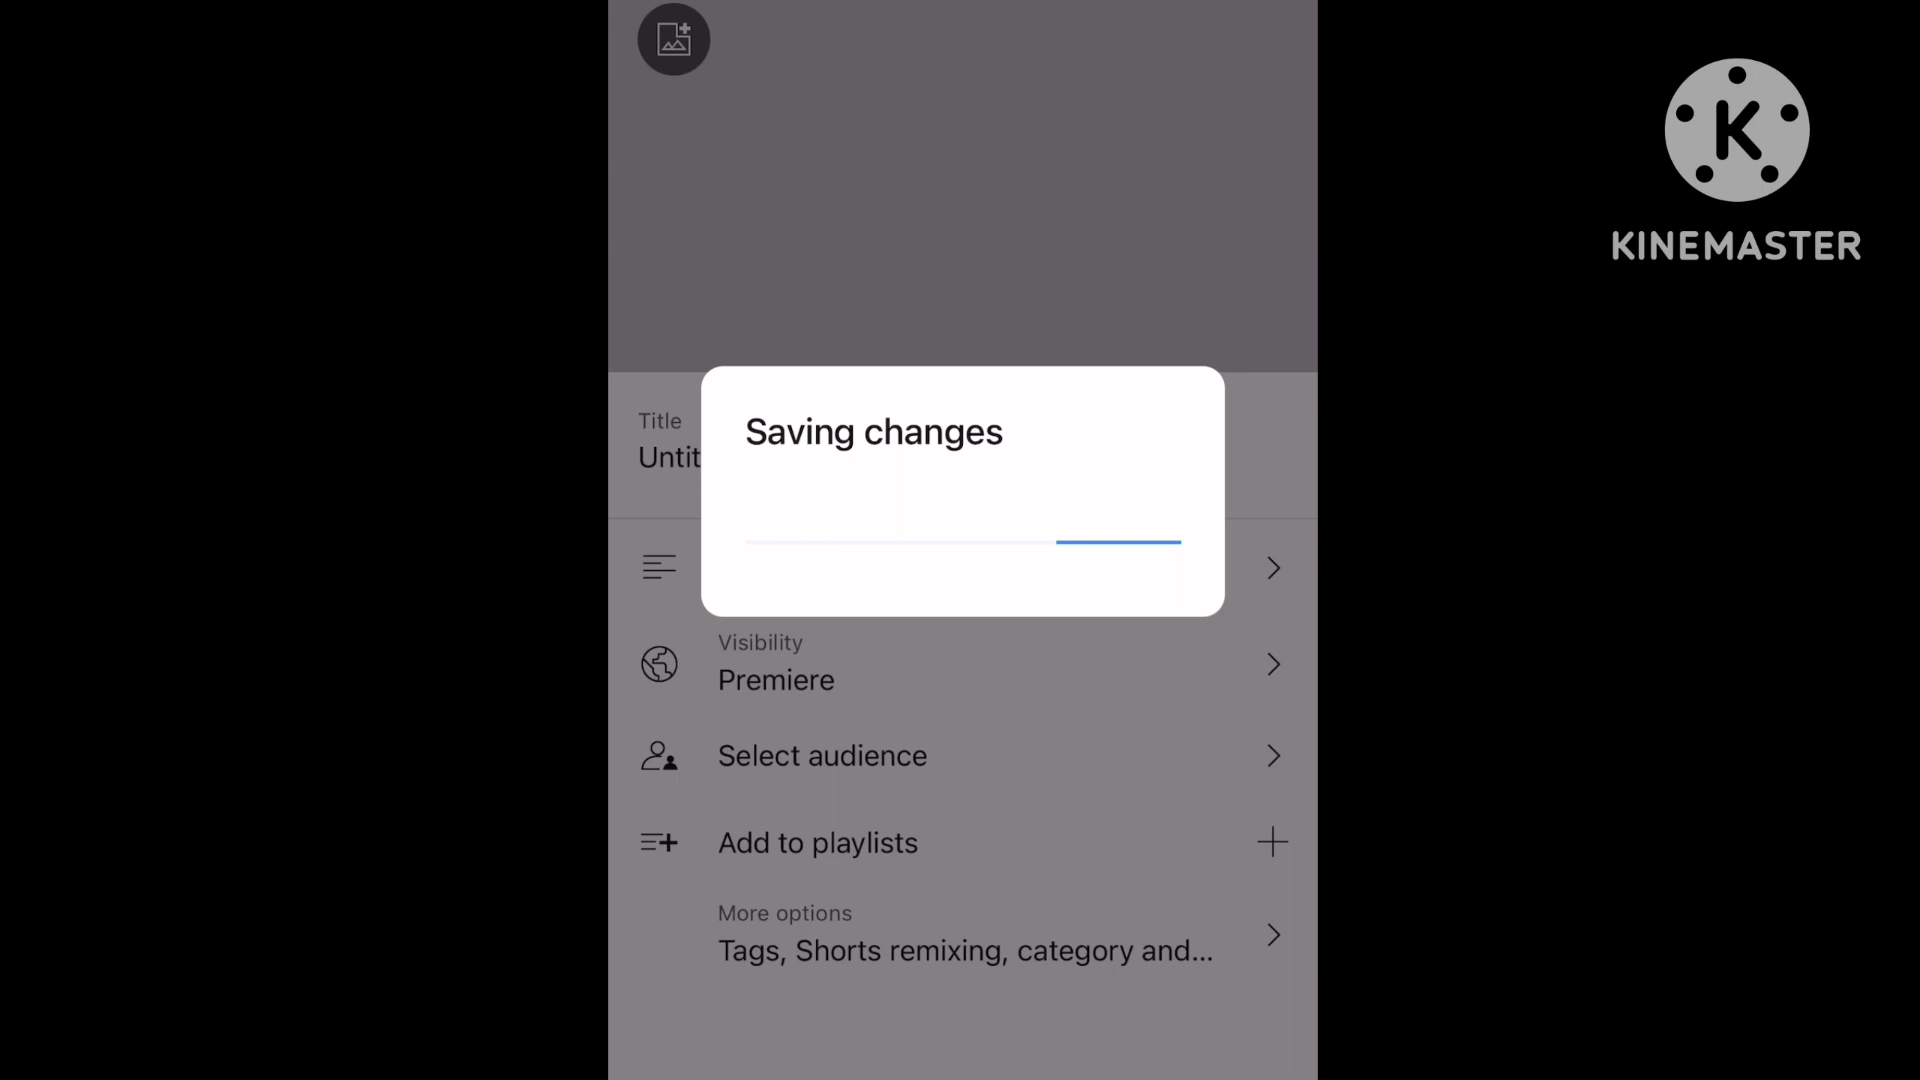 KINEMASTER
Title
Untit
Saving changes
Visibility
Premiere
Select audience
Add to playlists
More options
Tags, Shorts remixing, category and...